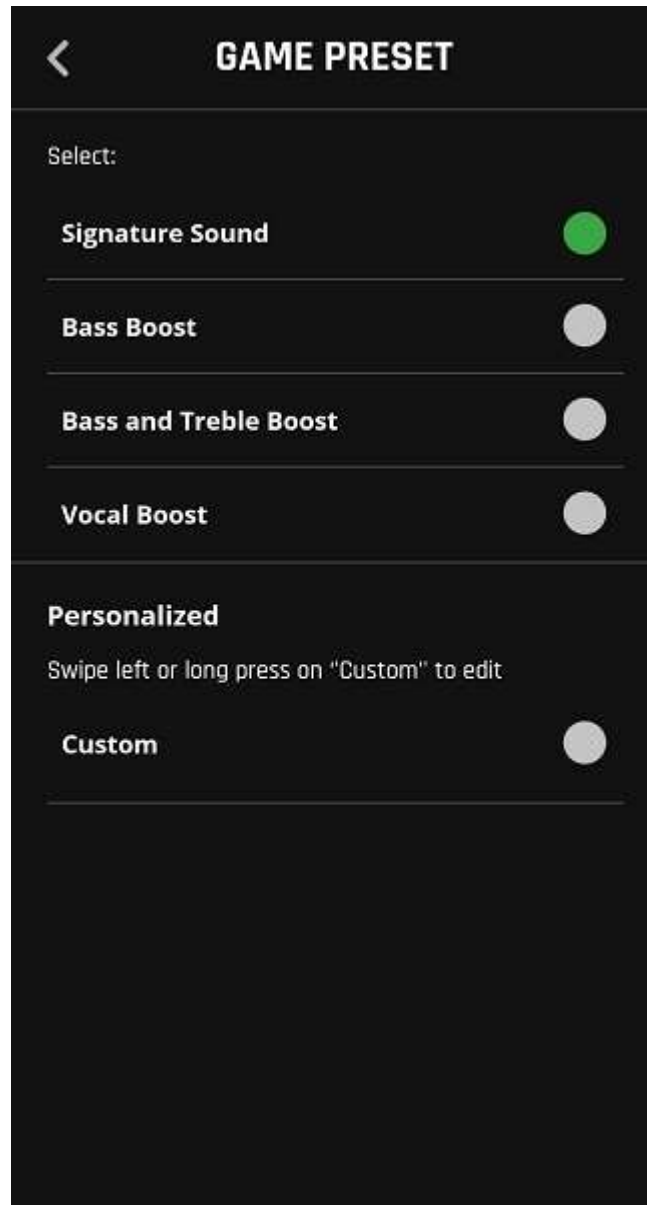 GAME PRESET
Select:
Signature Sound
Bass Boost
Bass and Treble Boost
Vocal Boost
Personalized
Swipe left or long press on "Custom" to edit
Custom